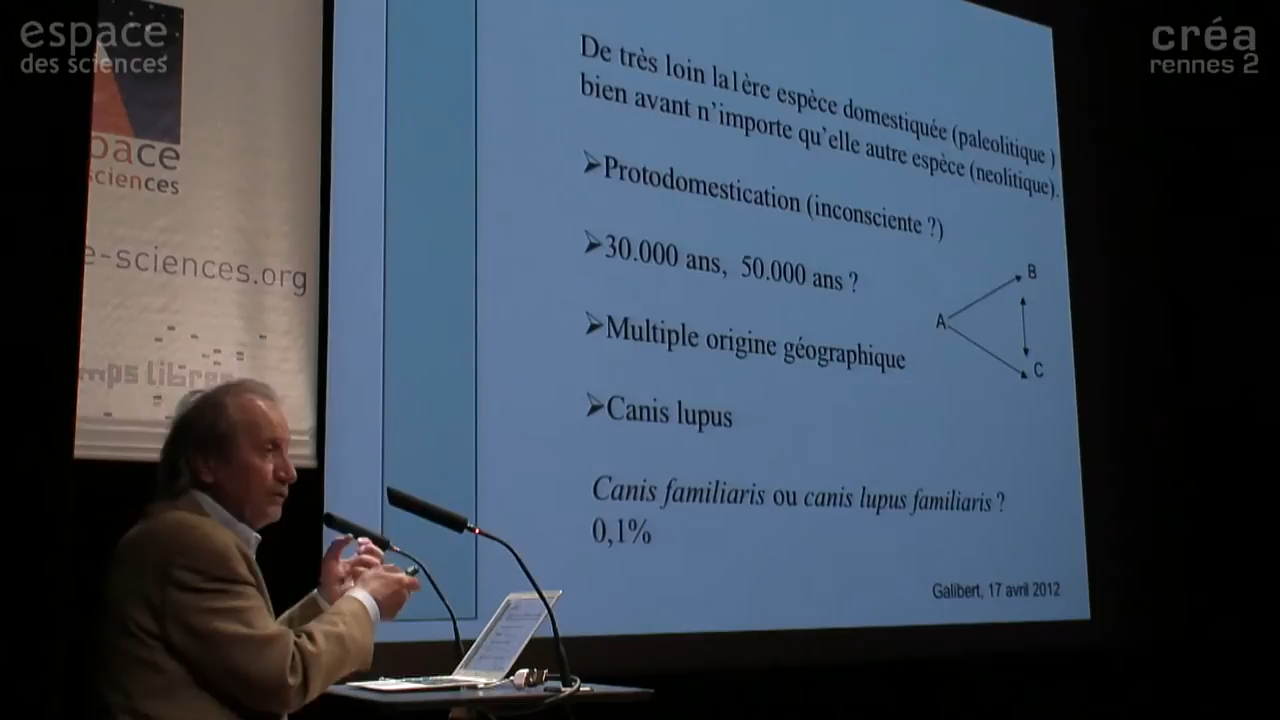 espace
des sciences
créa
rennes 2
pace
sciences
e-sciences.org
mps libres
De très loin la1ère espèce domestiquée (paleolitique )
bien avant n'importe qu'elle autre espèce (neolitique).
➢Protodomestication (inconsciente ?)
➢30.000 ans, 50.000 ans ?
➢Multiple origine géographique
➢Canis lupus
A
B
C
Canis familiaris ou canis lupus familiaris ?
0,1%
Galibert, 17 avril 2012